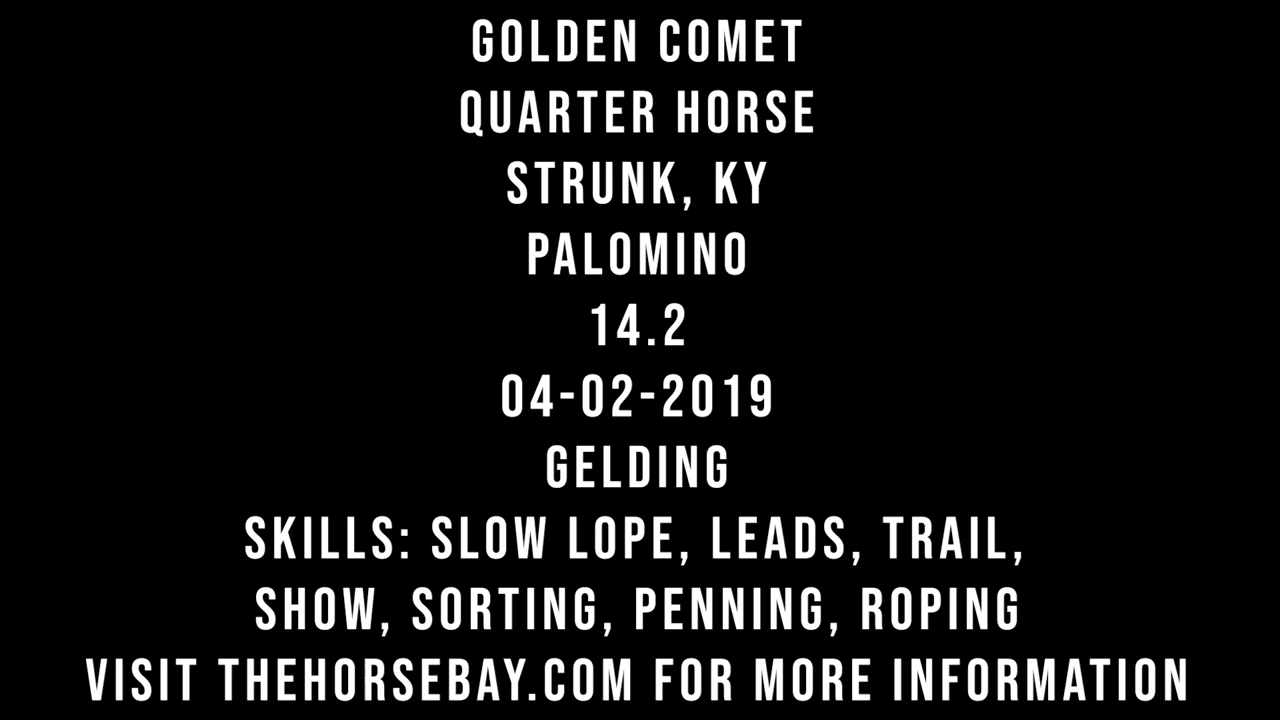 GOLDEN COMET
QUARTER HORSE
STRUNK, KY
PALOMINO
14.2
04-02-2019
GELDING
SKILLS: SLOW LOPE, LEADS, TRAIL,
SHOW, SORTING, PENNING, ROPING
VISIT THEHORSEBAY.COM FOR MORE INFORMATION